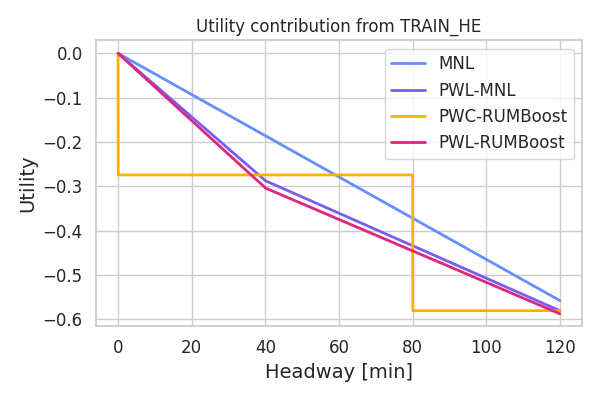 Utility contribution from TRAIN_HE
MNL
PWL-MNL
PWC-RUMBoost
PWL-RUMBoost
Utility
0.0
−0.1
−0.2
−0.3
−0.4
−0.5
−0.6
0 20 40 60 80 100 120
Headway [min]